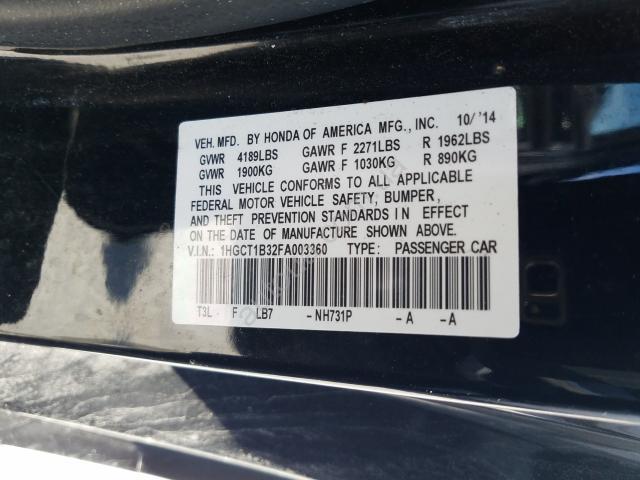 VEH. MFD. BY HONDA OF AMERICA MFG., INC. 10/ '14
GVWR 4189LBS GAWR F 2271LBS R 1962LBS
GVWR 1900KG GAWR F 1030KG R 890KG
THIS VEHICLE CONFORMS TO ALL APPLICABLE
FEDERAL MOTOR VEHICLE SAFETY, BUMPER,
AND THEFT PREVENTION STANDARDS IN EFFECT
ON THE DATE OF MANUFACTURE SHOWN ABOVE.
V.I.N.: 1HGCT1B32FA003360 TYPE: PASSENGER CAR
T3L F LB7 -NH731P -A -A